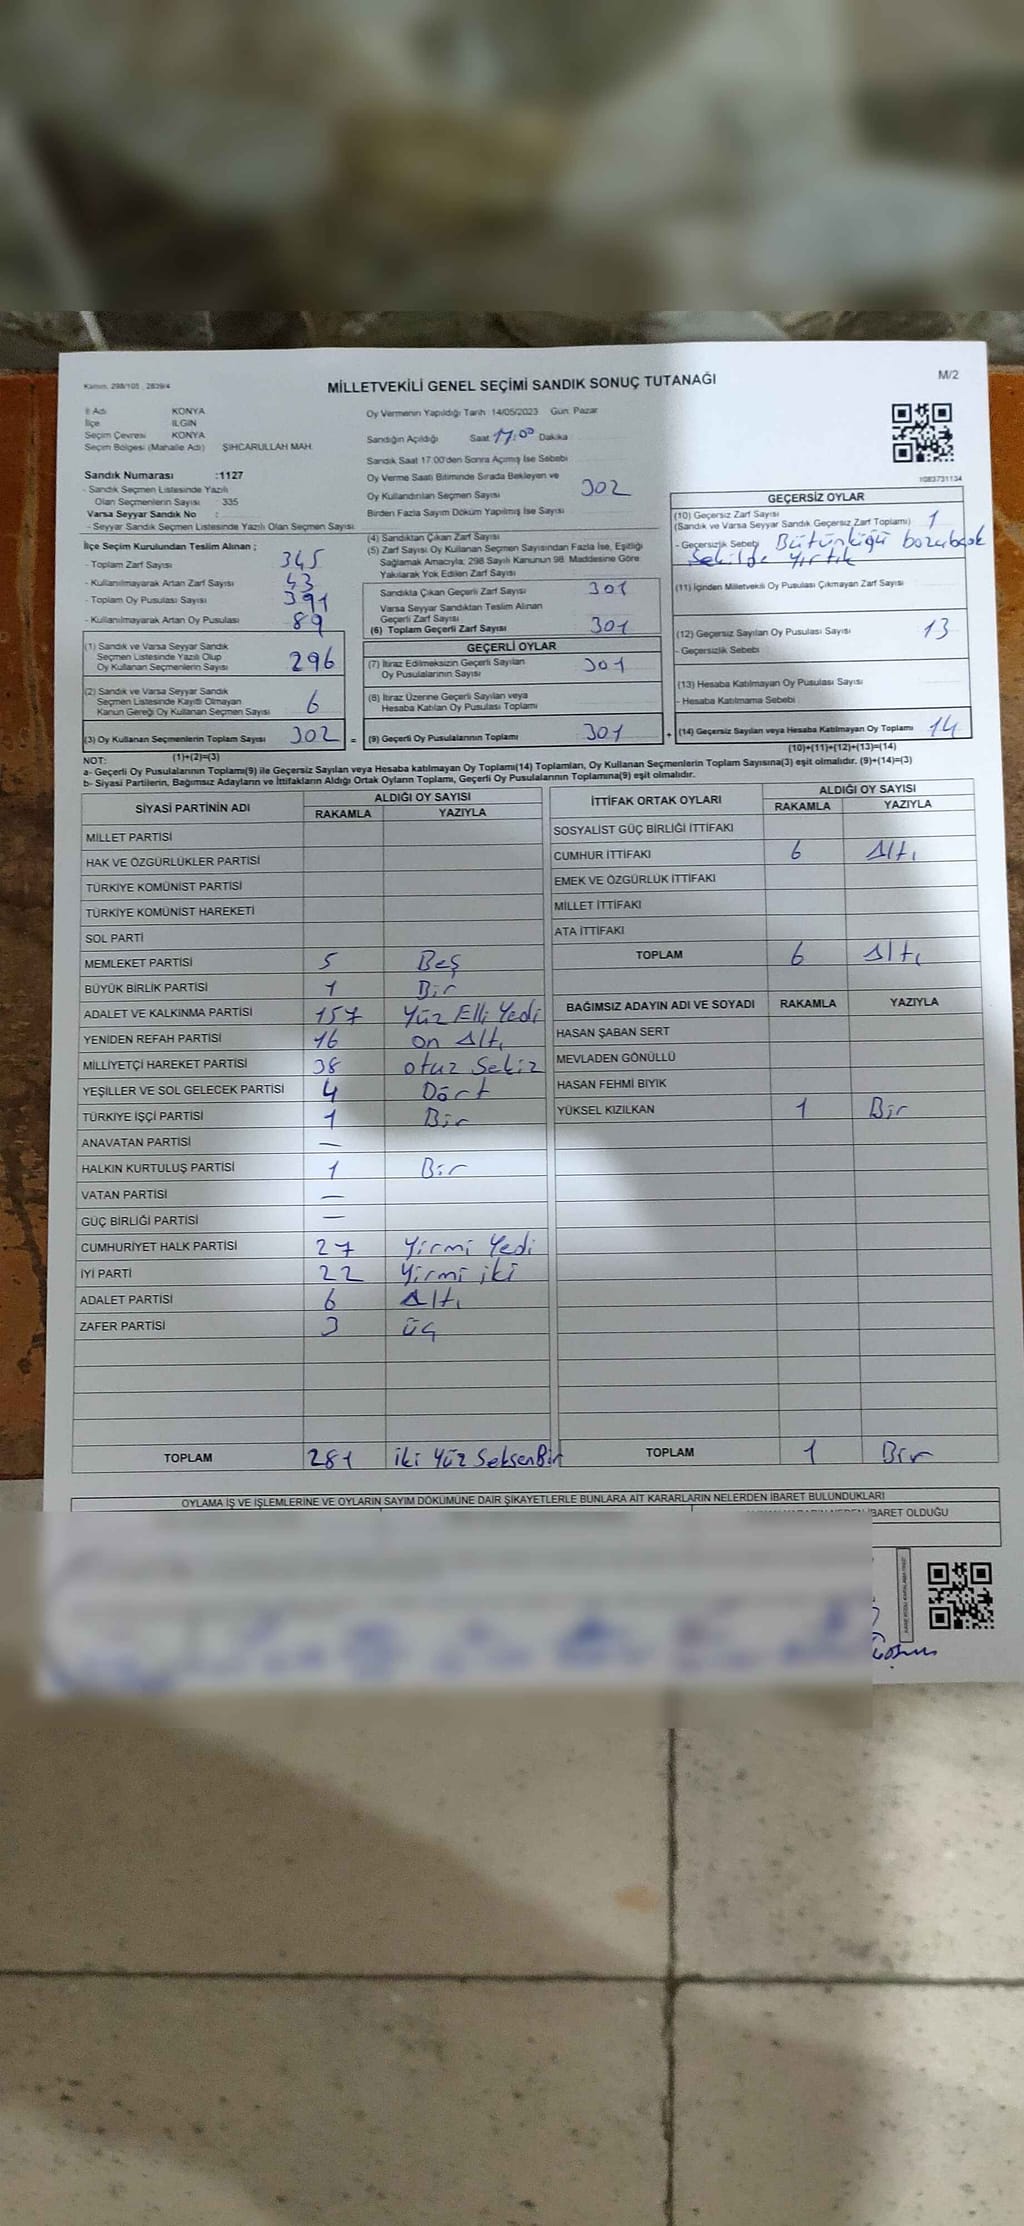 Kanun, 298/105 , 2839/4
M/2
MİLLETVEKİLİ GENEL SEÇİMİ SANDIK SONUÇ TUTANAĞI
İl Adı KONYA
İlçe ILGIN
Seçim Çevresi KONYA
Seçim Bölgesi (Mahalle Adı) ŞIHCARULLAH MAH.
Sandık Numarası :1127
- Sandık Seçmen Listesinde Yazılı
Olan Seçmenlerin Sayısı : 335
Varsa Seyyar Sandık No :
- Seyyar Sandık Seçmen Listesinde Yazılı Olan Seçmen Sayısı
Oy Vermenin Yapıldığı Tarih 14/05/2023 Gün: Pazar
Sandığın Açıldığı Saat 17:00 Dakika
Sandık Saat 17:00'den Sonra Açımış İse Sebebi
Oy Verme Saati Bitiminde Sırada Bekleyen ve
Oy Kullandırılan Seçmen Sayısı 302
Birden Fazla Sayım Döküm Yapılmış İse Sayısı
1083731134
İlçe Seçim Kurulundan Teslim Alınan ;
- Toplam Zarf Sayısı 345
- Kullanılmayarak Artan Zarf Sayısı 43
- Toplam Oy Pusulası Sayısı 391
- Kullanılmayarak Artan Oy Pusulası 89
(1) Sandık ve Varsa Seyyar Sandık
Seçmen Listesinde Yazılı Olup
Oy Kullanan Seçmenlerin Sayısı 296
(2) Sandık ve Varsa Seyyar Sandık
Seçmen Listesinde Kayıtlı Olmayan
Kanun Gereği Oy Kullanan Seçmen Sayısı 6
(3) Oy Kullanan Seçmenlerin Toplam Sayısı 302 =
(1)+(2)=(3)
(4) Sandıktan Çıkan Zarf Sayısı
(5) Zarf Sayısı Oy Kullanan Seçmen Sayısından Fazla İse, Eşitliği
Sağlamak Amacıyla, 298 Sayılı Kanunun 98. Maddesine Göre
Yakılarak Yok Edilen Zarf Sayısı
Sandıkta Çıkan Geçerli Zarf Sayısı 301
Varsa Seyyar Sandıktan Teslim Alınan
Geçerli Zarf Sayısı
(6) Toplam Geçerli Zarf Sayısı 301
GEÇERLİ OYLAR
(7) İtiraz Edilmeksizin Geçerli Sayılan
Oy Pusulalarının Sayısı 301
(8) İtiraz Üzerine Geçerli Sayılan veya
Hesaba Katılan Oy Pusulası Toplamı
(9) Geçerli Oy Pusulalarının Toplamı 301 +
GEÇERSİZ OYLAR
(10) Geçersiz Zarf Sayısı
(Sandık ve Varsa Seyyar Sandık Geçersiz Zarf Toplamı) 1
- Geçersizlik Sebebi Bütünlüğü bozulacak
Şekilde Yırtık
(11) İçinden Milletvekili Oy Pusulası Çıkmayan Zarf Sayısı
(12) Geçersiz Sayılan Oy Pusulası Sayısı 13
- Geçersizlik Sebebi
(13) Hesaba Katılmayan Oy Pusulası Sayısı
- Hesaba Katılmama Sebebi
(14) Geçersiz Sayılan veya Hesaba Katılmayan Oy Toplamı 14
(10)+(11)+(12)+(13)=(14)
NOT:
a- Geçerli Oy Pusulalarının Toplamı(9) ile Geçersiz Sayılan veya Hesaba Katılmayan Oy Toplamı(14) Toplamları, Oy Kullanan Seçmenlerin Toplam Sayısına(3) eşit olmalıdır. (9)+(14)=(3)
b- Siyasi Partilerin, Bağımsız Adayların ve İttifakların Aldığı Ortak Oyların Toplamı, Geçerli Oy Pusulalarının Toplamına(9) eşit olmalıdır.
SİYASİ PARTİNİN ADI ALDIĞI OY SAYISI
RAKAMLA YAZIYLA
MİLLET PARTİSİ
HAK VE ÖZGÜRLÜKLER PARTİSİ
TÜRKİYE KOMÜNİST PARTİSİ
TÜRKİYE KOMÜNİST HAREKETİ
SOL PARTİ
MEMLEKET PARTİSİ 5 Beş
BÜYÜK BİRLİK PARTİSİ 1 Bir
ADALET VE KALKINMA PARTİSİ 157 Yüz Elli Yedi
YENİDEN REFAH PARTİSİ 16 on Altı
MİLLİYETÇİ HAREKET PARTİSİ 38 otuz Sekiz
YEŞİLLER VE SOL GELECEK PARTİSİ 4 Dört
TÜRKİYE İŞÇİ PARTİSİ 1 Bir
ANAVATAN PARTİSİ —
HALKIN KURTULUŞ PARTİSİ 1 Bir
VATAN PARTİSİ —
GÜÇ BİRLİĞİ PARTİSİ —
CUMHURİYET HALK PARTİSİ 27 Yirmi Yedi
İYİ PARTİ 22 Yirmi iki
ADALET PARTİSİ 6 Altı
ZAFER PARTİSİ 3 üç
TOPLAM 281 iki Yüz Seksen Bir
İTTİFAK ORTAK OYLARI ALDIĞI OY SAYISI
RAKAMLA YAZIYLA
SOSYALİST GÜÇ BİRLİĞİ İTTİFAKI
CUMHUR İTTİFAKI 6 Altı
EMEK VE ÖZGÜRLÜK İTTİFAKI
MİLLET İTTİFAKI
ATA İTTİFAKI
TOPLAM 6 Altı
BAĞIMSIZ ADAYIN ADI VE SOYADI RAKAMLA YAZIYLA
HASAN ŞABAN SERT
MEVLADEN GÖNÜLLÜ
HASAN FEHMİ BIYIK
YÜKSEL KIZILKAN 1 Bir
TOPLAM 1 Bir
OYLAMA İŞ VE İŞLEMLERİNE VE OYLARIN SAYIM DÖKÜMÜNE DAİR ŞİKAYETLERLE BUNLARA AİT KARARLARIN NELERDEN İBARET BULUNDUKLARI
İBARET OLDUĞU